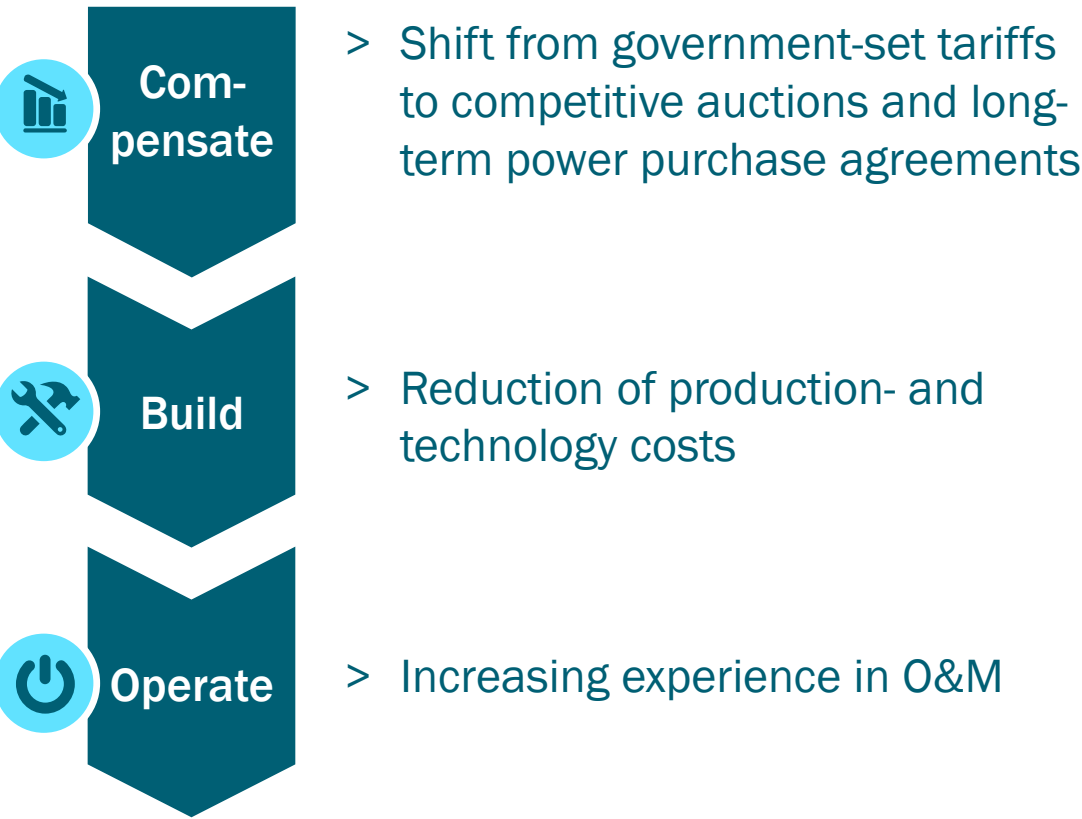 Com-
pensate
> Shift from government-set tariffs
to competitive auctions and long-
term power purchase agreements
Build
> Reduction of production- and
technology costs
Operate
> Increasing experience in O&M